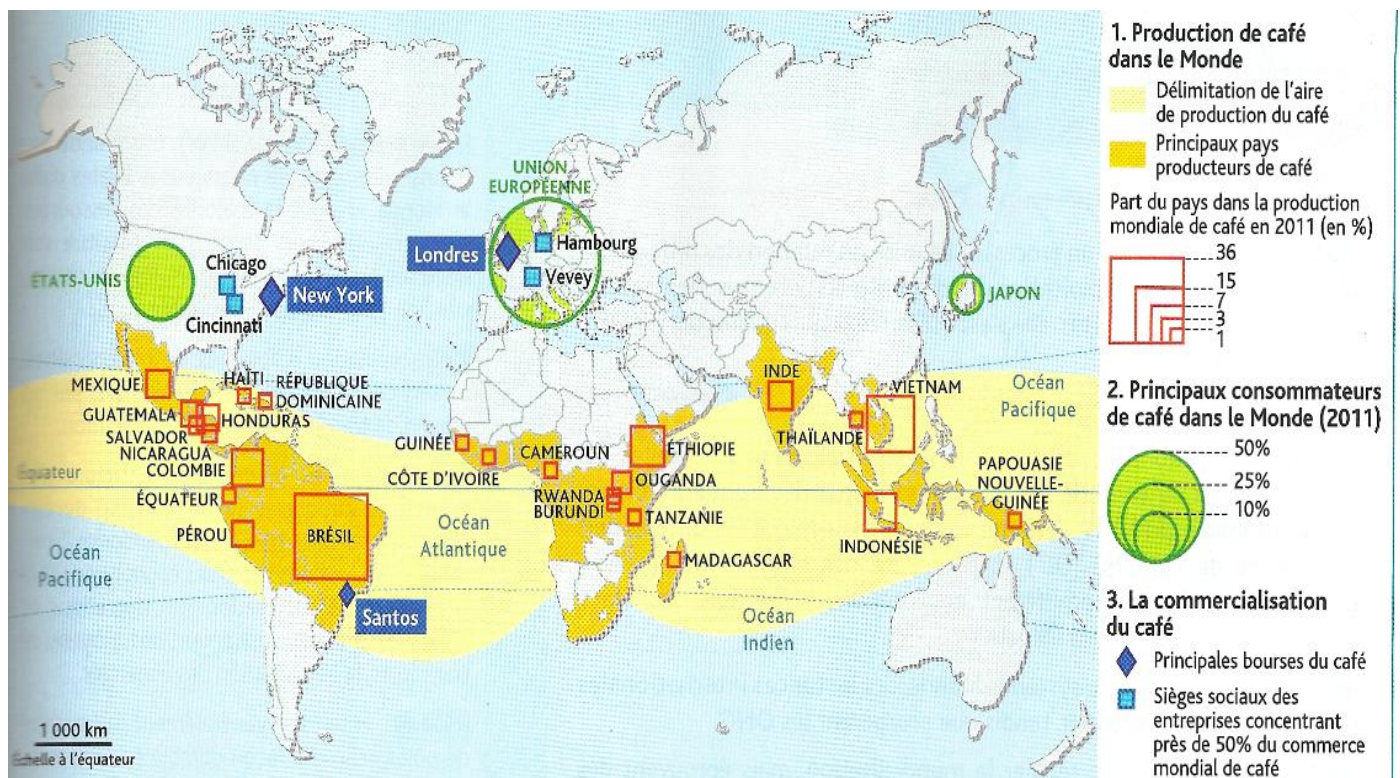 UNION
EUROPÉENNE
Londres
Hambourg
Vevey
ÉTATS-UNIS
Chicago
New York
Cincinnati
JAPON
MEXIQUE
HAÏTI
RÉPUBLIQUE
DOMINICAINE
GUATEMALA
HONDURAS
SALVADOR
NICARAGUA
COLOMBIE
Équateur
ÉQUATEUR
PÉROU
BRÉSIL
Santos
Océan
Pacifique
Océan
Atlantique
GUINÉE
CÔTE D'IVOIRE
CAMEROUN
ÉTHIOPIE
OUGANDA
RWANDA
BURUNDI
TANZANIE
MADAGASCAR
INDE
VIETNAM
THAÏLANDE
Océan
Pacifique
PAPOUASIE
NOUVELLE-
GUINÉE
INDONÉSIE
Océan
Indien
1 000 km
Echelle à l'équateur
1. Production de café
dans le Monde
Délimitation de l'aire
de production du café
Principaux pays
producteurs de café
Part du pays dans la production
mondiale de café en 2011 (en %)
36
15
7
3
1
2. Principaux consommateurs
de café dans le Monde (2011)
50%
25%
10%
3. La commercialisation
du café
Principales bourses du café
Sièges sociaux des
entreprises concentrant
près de 50% du commerce
mondial de café